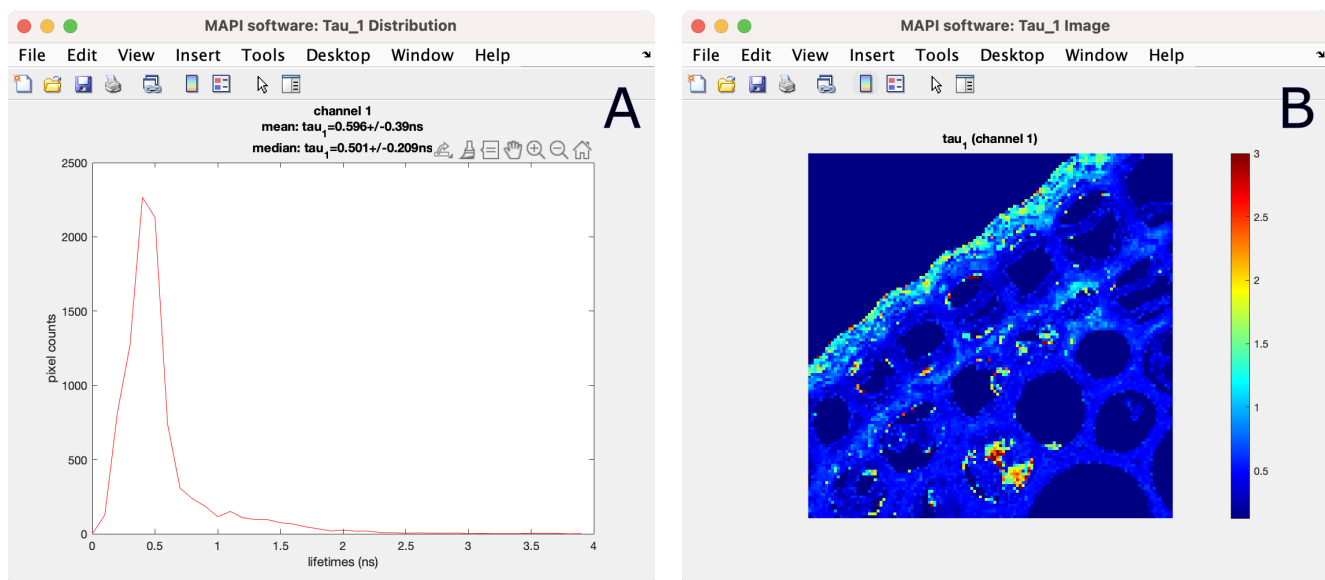 MAPI software: Tau_1 Distribution
File Edit View Insert Tools Desktop Window Help
A
channel 1
mean: tau1=0.596+/-0.39ns
median: tau1=0.501+/-0.209ns
2500
2000
1500
1000
500
0
pixel counts
0 0.5 1 1.5 2 2.5 3 3.5 4
lifetimes (ns)
MAPI software: Tau_1 Image
File Edit View Insert Tools Desktop Window Help
B
tau1 (channel 1)
3
2.5
2
1.5
1
0.5